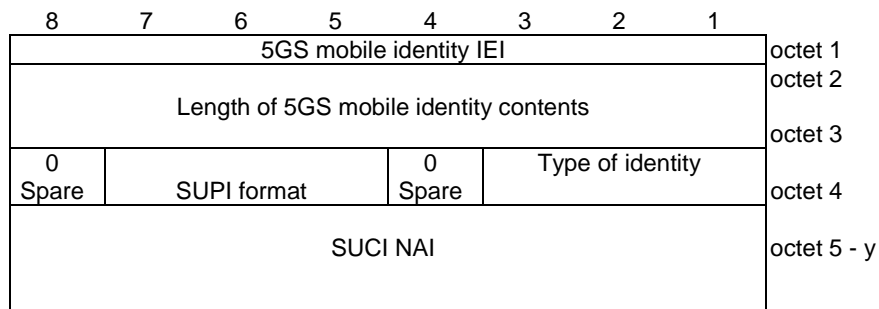 8 7 6 5 4 3 2 1
5GS mobile identity IEI octet 1
octet 2
Length of 5GS mobile identity contents
octet 3
0 0 Type of identity
Spare SUPI format Spare octet 4
SUCI NAI octet 5 - y